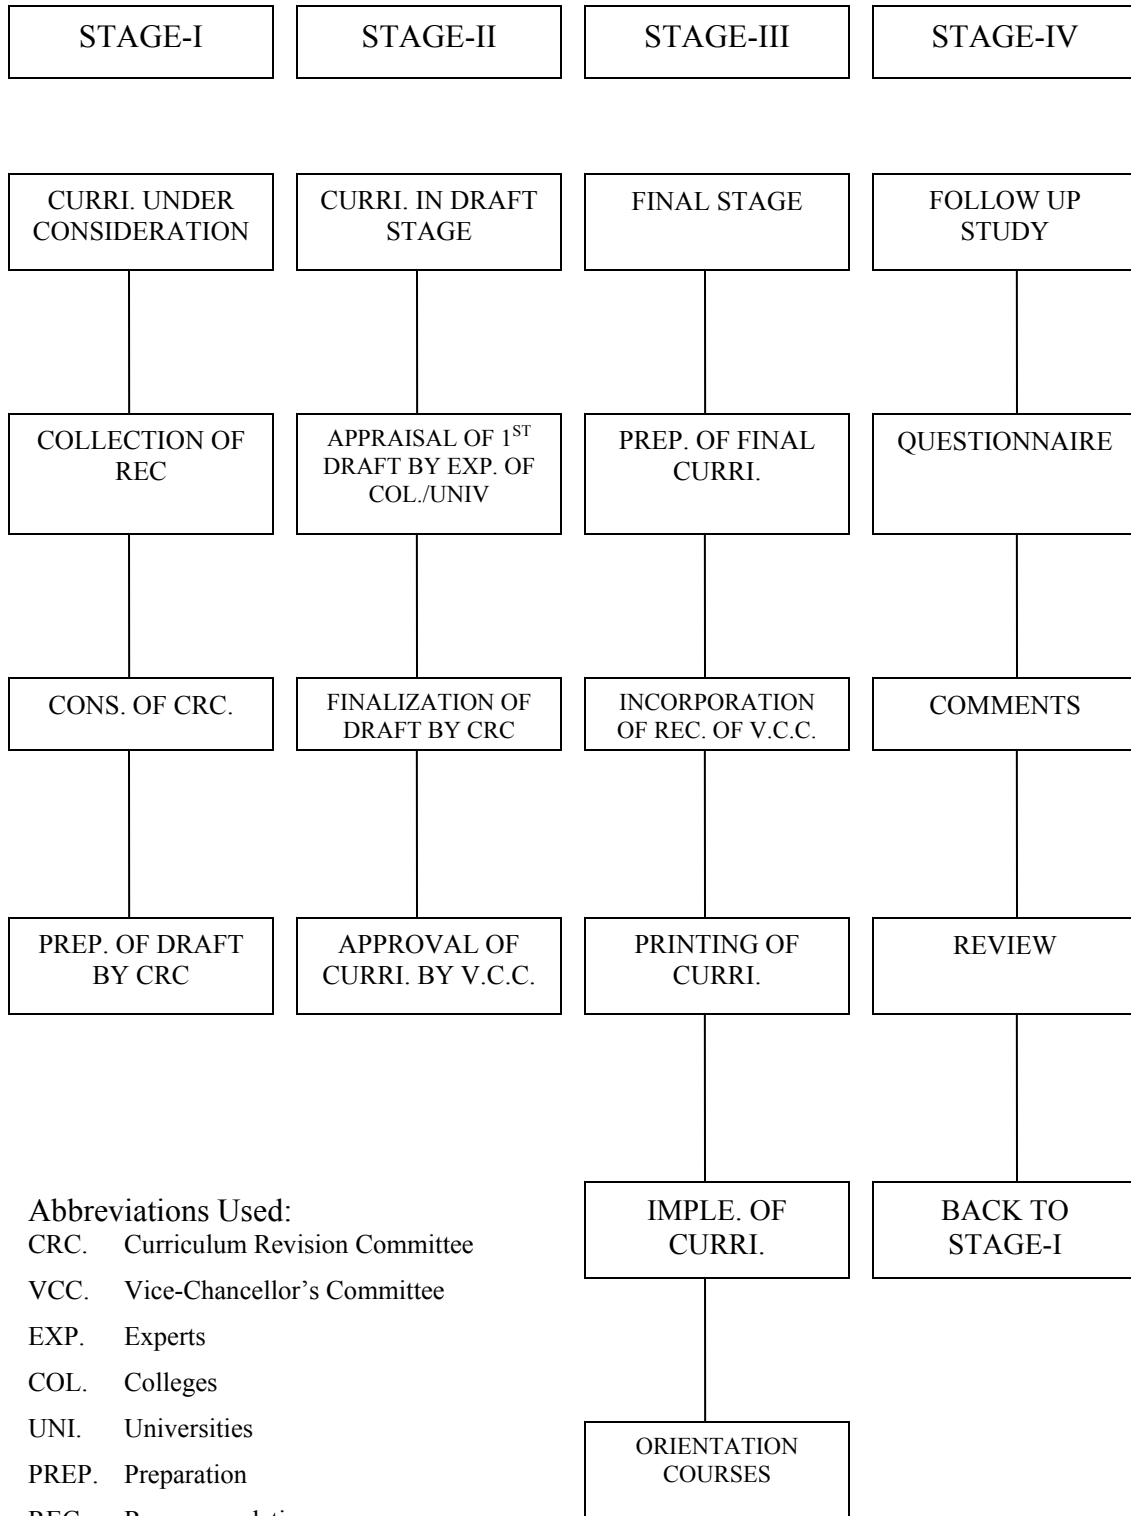 STAGE-I
STAGE-II
STAGE-III
STAGE-IV
CURRI. UNDER
CONSIDERATION
CURRI. IN DRAFT
STAGE
FINAL STAGE
FOLLOW UP
STUDY
COLLECTION OF
REC
APPRAISAL OF 1ST
DRAFT BY EXP. OF
COL./UNIV
PREP. OF FINAL
CURRI.
QUESTIONNAIRE
CONS. OF CRC.
FINALIZATION OF
DRAFT BY CRC
INCORPORATION
OF REC. OF V.C.C.
COMMENTS
PREP. OF DRAFT
BY CRC
APPROVAL OF
CURRI. BY V.C.C.
PRINTING OF
CURRI.
REVIEW
IMPLE. OF
CURRI.
BACK TO
STAGE-I
ORIENTATION
COURSES
Abbreviations Used:
CRC. Curriculum Revision Committee
VCC. Vice-Chancellor’s Committee
EXP. Experts
COL. Colleges
UNI. Universities
PREP. Preparation